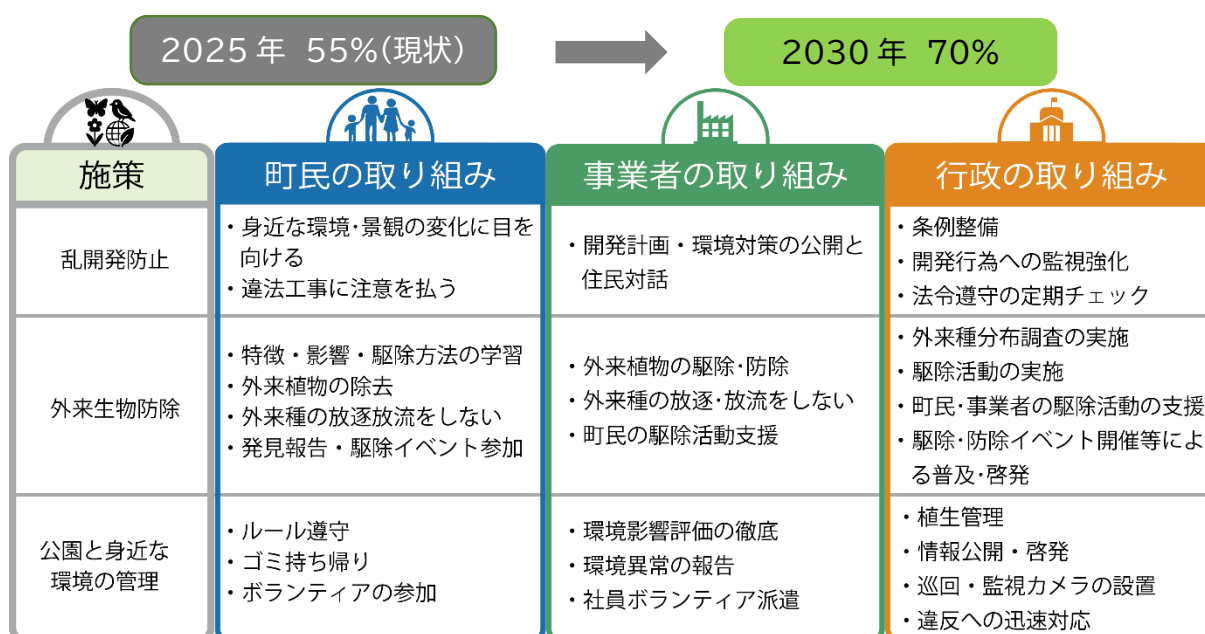 2025年 55%(現状)
2030年 70%
施策
町民の取り組み
事業者の取り組み
行政の取り組み
乱開発防止
・身近な環境･景観の変化に目を
向ける
・違法工事に注意を払う
・開発計画・環境対策の公開と
住民対話
・条例整備
・開発行為への監視強化
・法令遵守の定期チェック
外来生物防除
・特徴・影響・駆除方法の学習
・外来植物の除去
・外来種の放逐放流をしない
・発見報告・駆除イベント参加
・外来植物の駆除･防除
・外来種の放逐･放流をしない
・町民の駆除活動支援
・外来種分布調査の実施
・駆除活動の実施
・町民･事業者の駆除活動の支援
・駆除･防除イベント開催等によ
る普及･啓発
公園と身近な
環境の管理
・ルール遵守
・ゴミ持ち帰り
・ボランティアの参加
・環境影響評価の徹底
・環境異常の報告
・社員ボランティア派遣
・植生管理
・情報公開・啓発
・巡回・監視カメラの設置
・違反への迅速対応